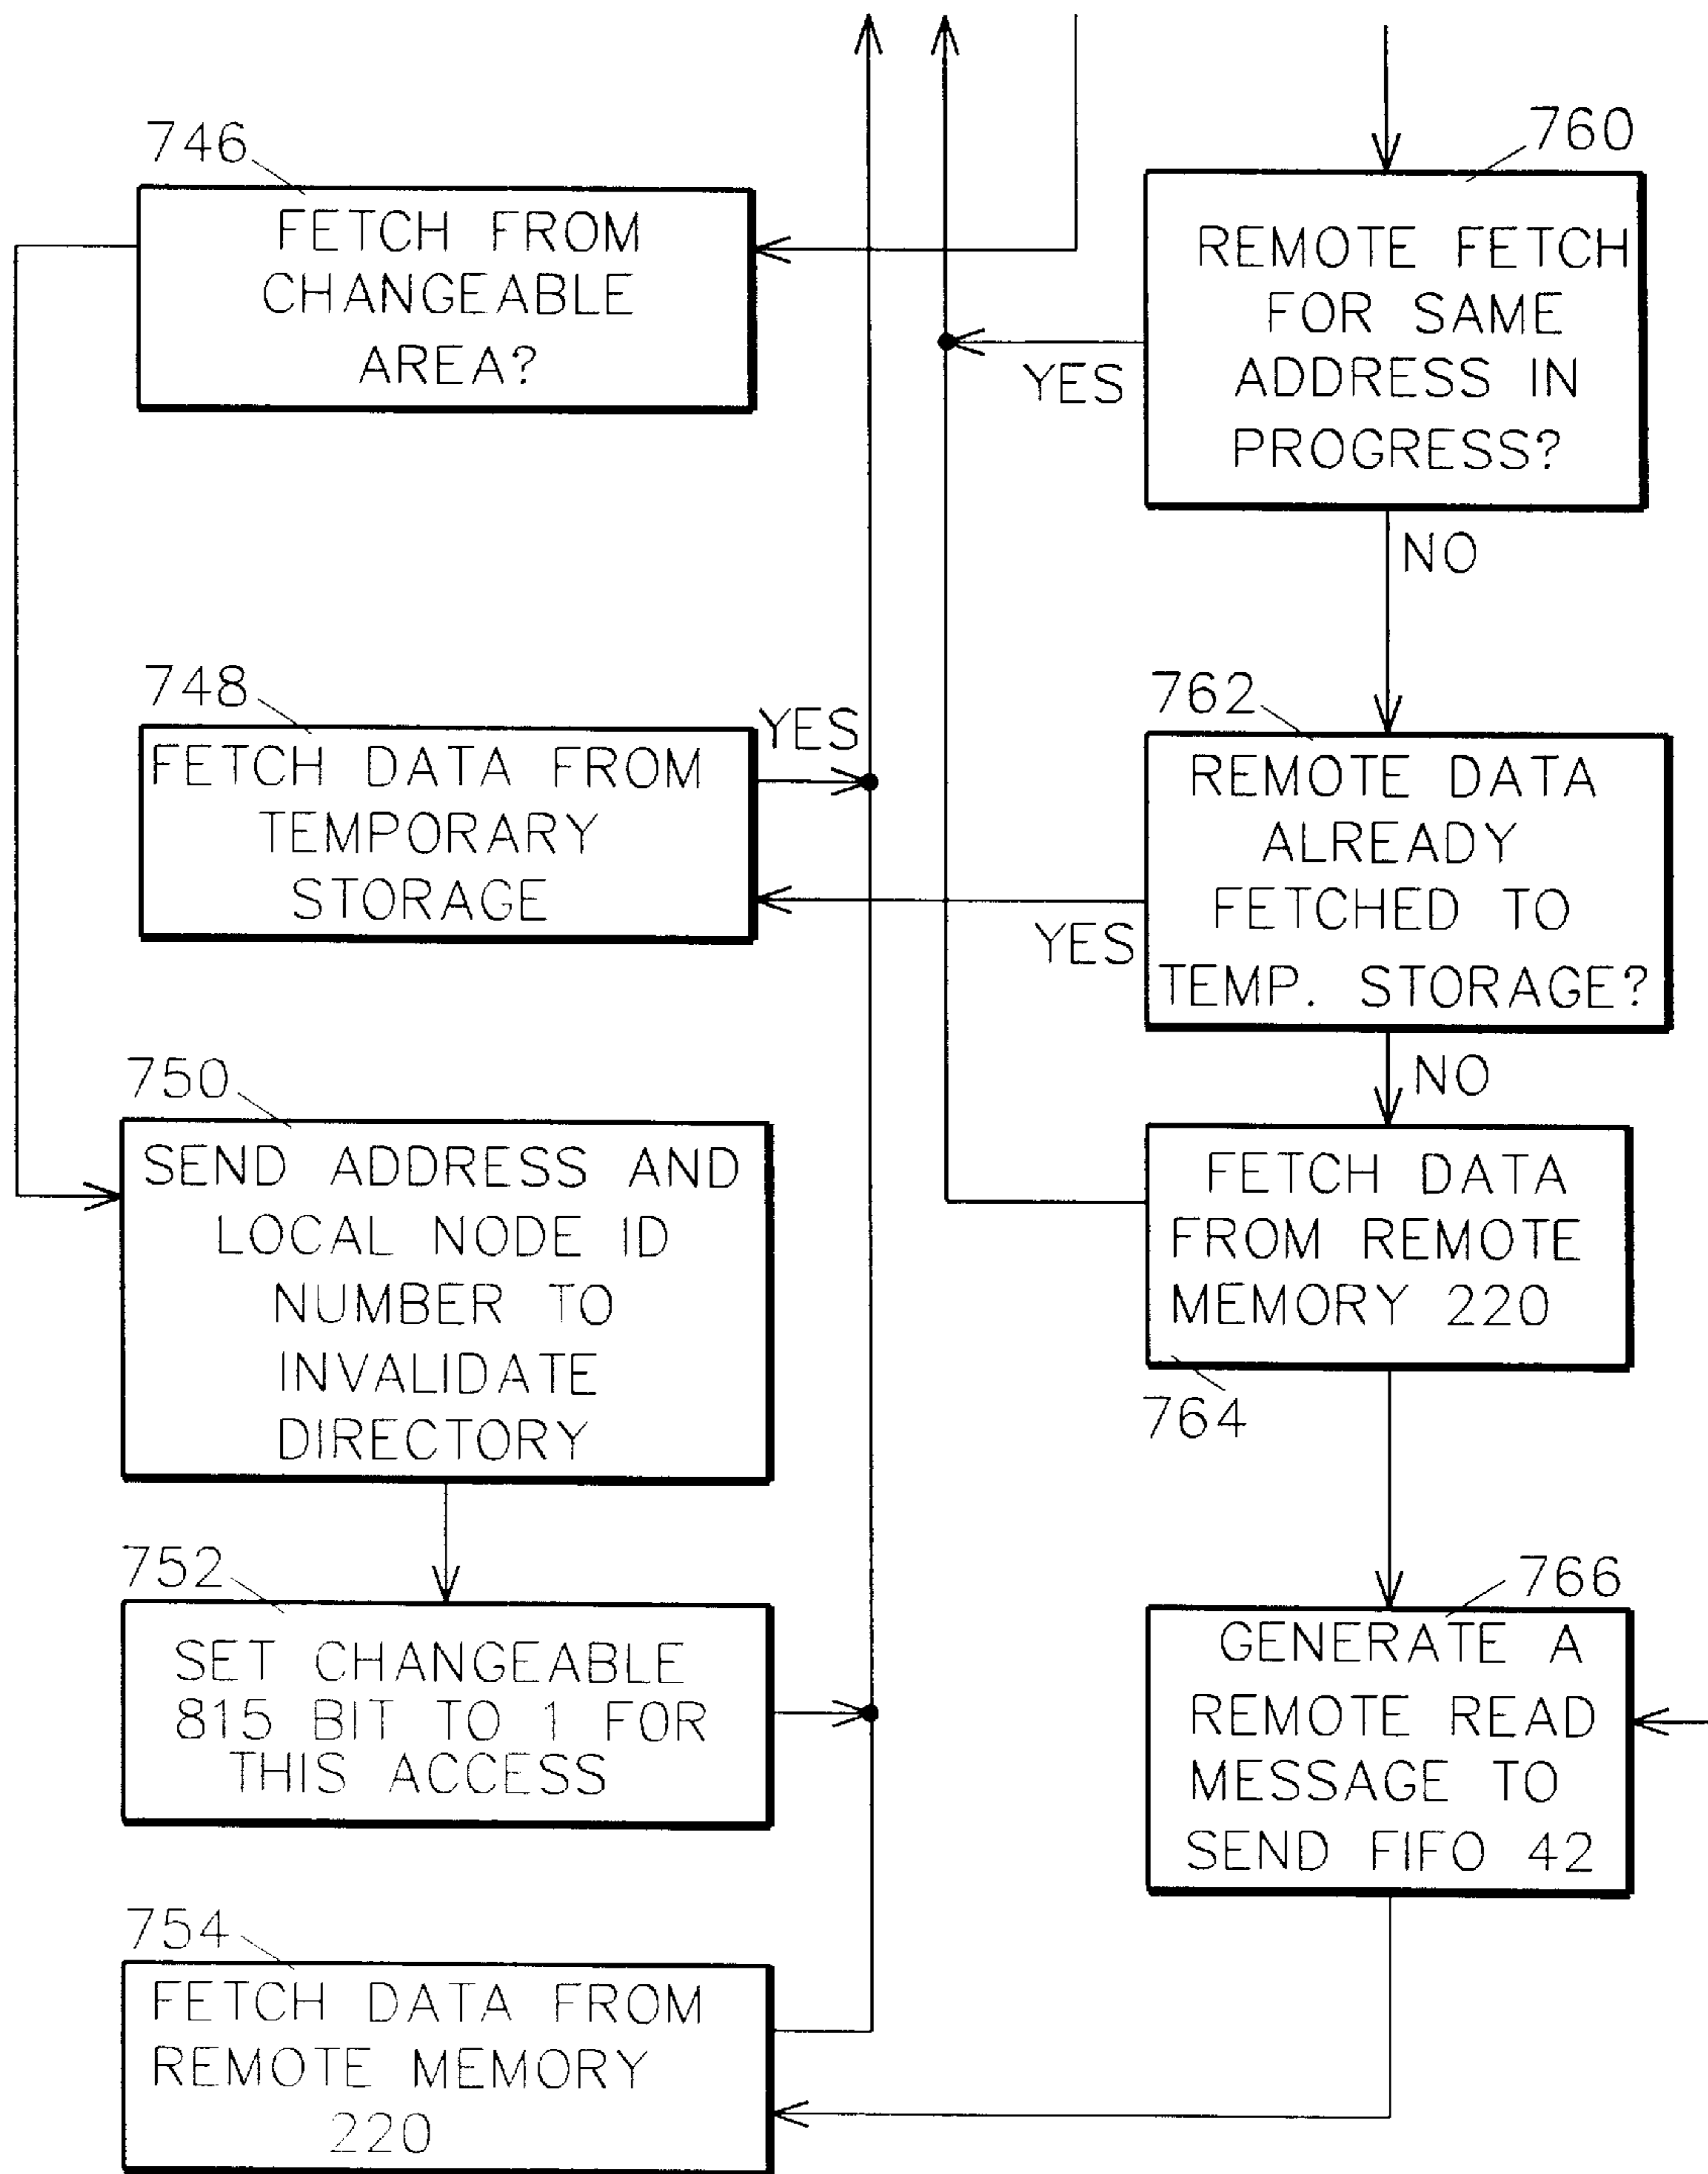 746
FETCH FROM
CHANGEABLE
AREA?
760
REMOTE FETCH
FOR SAME
ADDRESS IN
PROGRESS?
YES
NO
748
FETCH DATA FROM
TEMPORARY
STORAGE
YES
762
REMOTE DATA
ALREADY
FETCHED TO
TEMP. STORAGE?
YES
NO
750
SEND ADDRESS AND
LOCAL NODE ID
NUMBER TO
INVALIDATE
DIRECTORY
FETCH DATA
FROM REMOTE
MEMORY 220
764
752
SET CHANGEABLE
815 BIT TO 1 FOR
THIS ACCESS
766
GENERATE A
REMOTE READ
MESSAGE TO
SEND FIFO 42
754
FETCH DATA FROM
REMOTE MEMORY
220